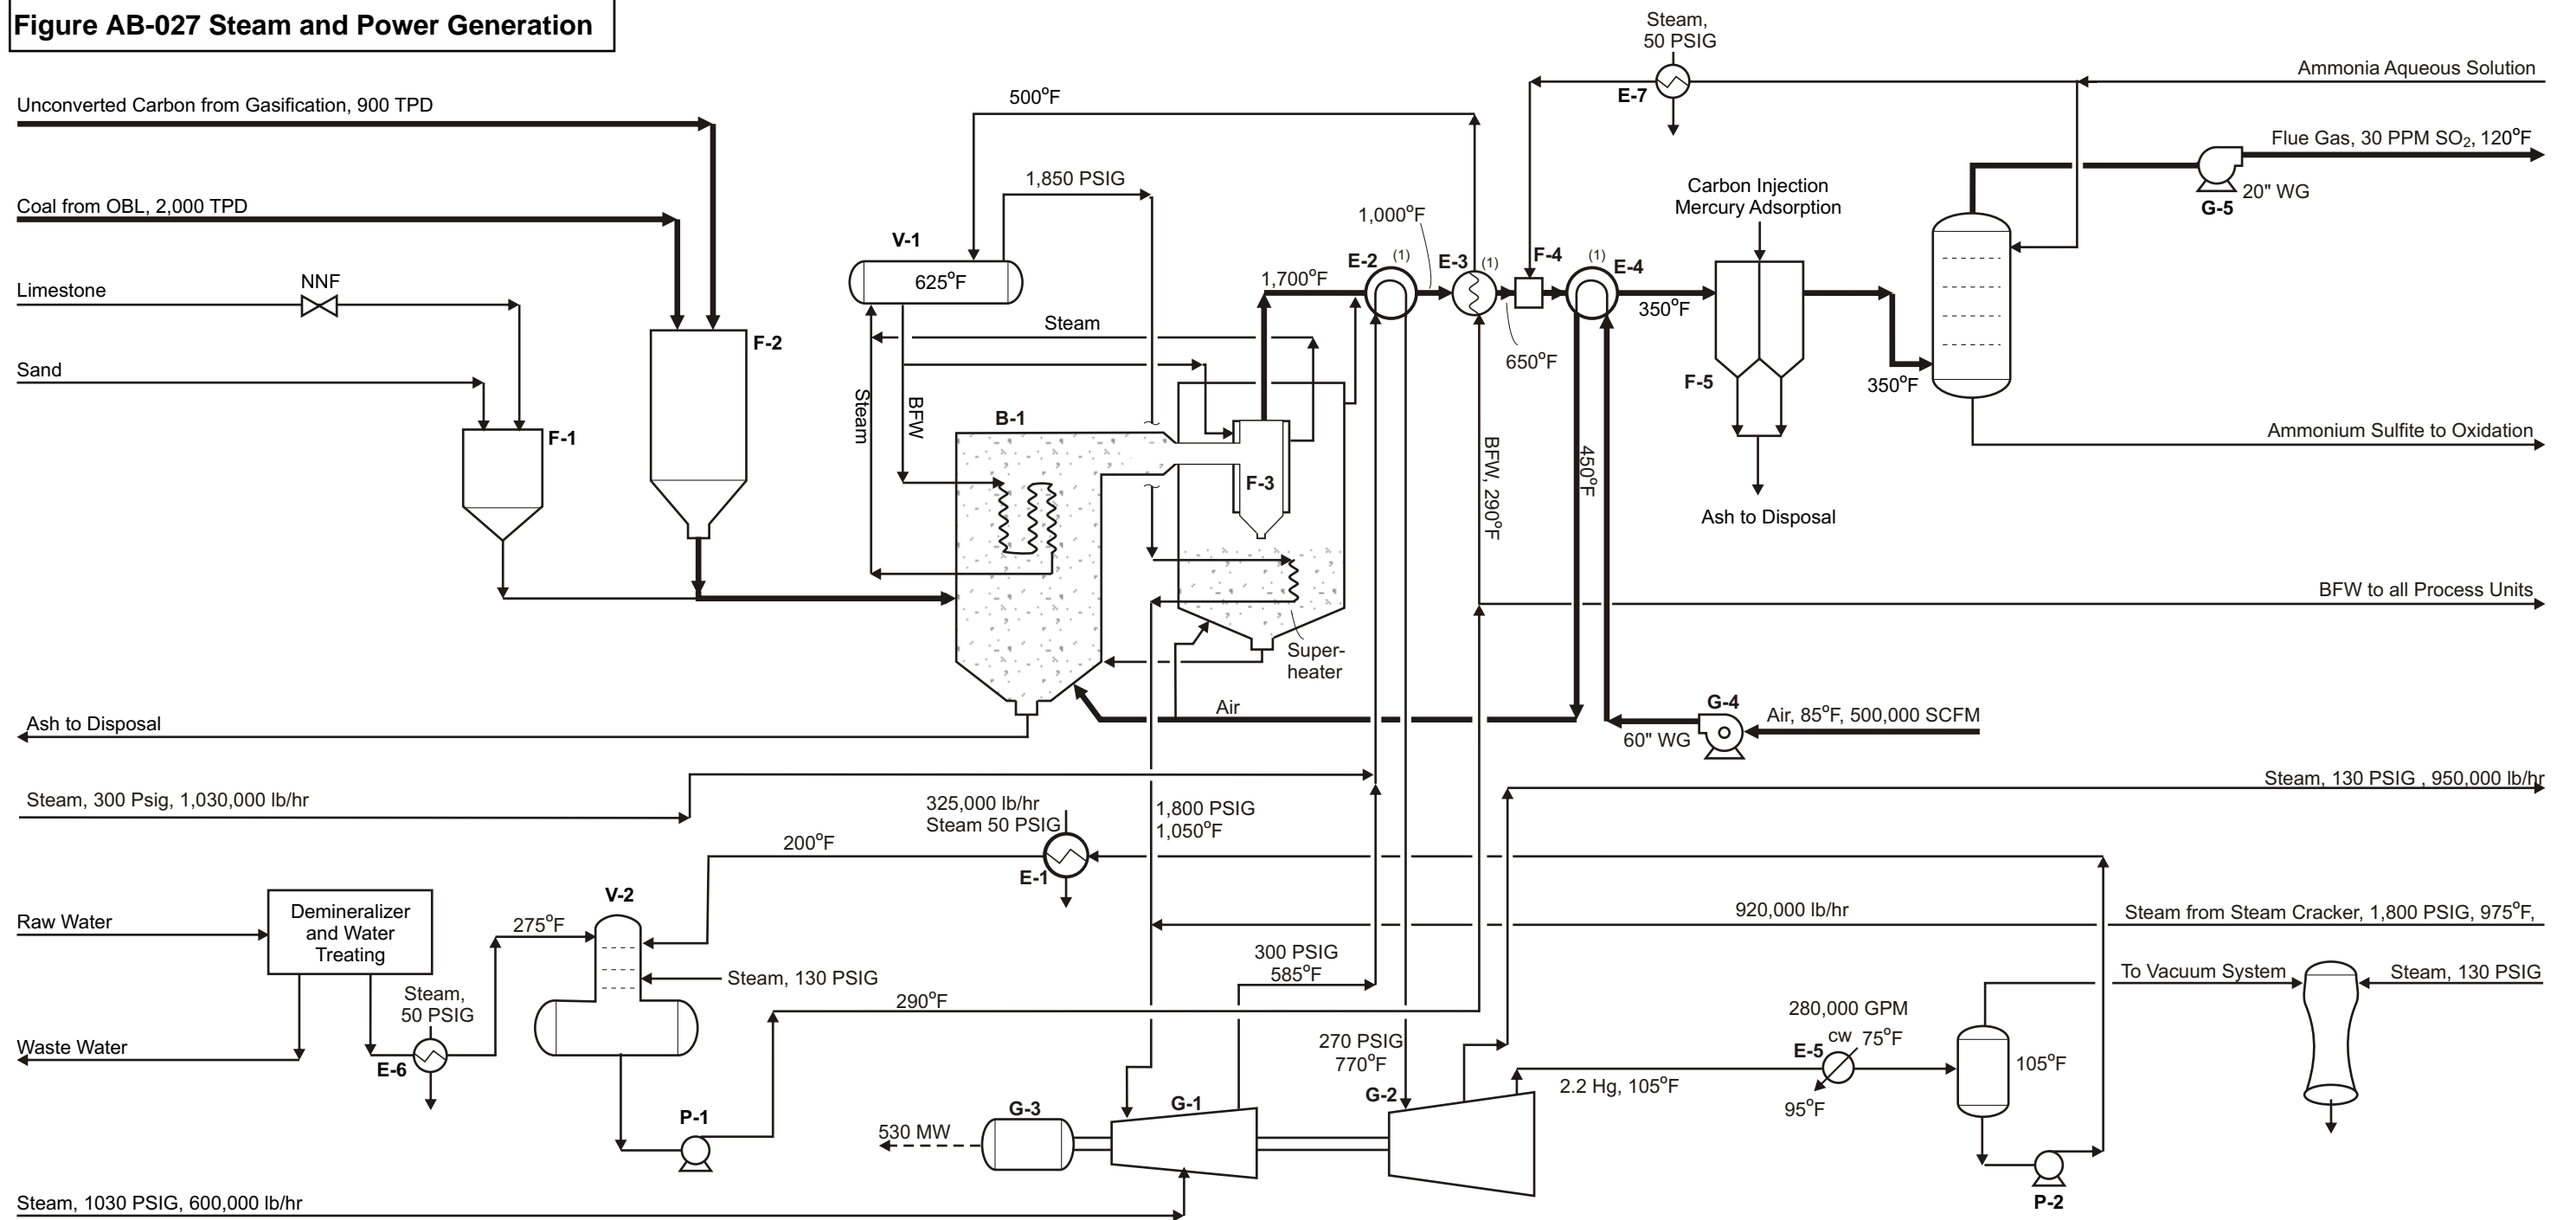 Figure AB-027 Steam and Power Generation
Steam,
50 PSIG
E-7
Ammonia Aqueous Solution
Unconverted Carbon from Gasification, 900 TPD
500°F
Flue Gas, 30 PPM SO2, 120°F
20" WG
G-5
Coal from OBL, 2,000 TPD
1,850 PSIG
Carbon Injection
Mercury Adsorption
1,000°F
V-1
625°F
E-2 (1)
E-3 (1)
F-4
(1)
E-4
1,700°F
350°F
650°F
Limestone
NNF
Steam
F-2
Sand
F-5
350°F
Steam
BFW
B-1
F-1
F-3
BFW, 290°F
450°F
Ammonium Sulfite to Oxidation
Ash to Disposal
BFW to all Process Units
Super-
heater
Ash to Disposal
Air
G-4
Air, 85°F, 500,000 SCFM
60" WG
Steam, 300 Psig, 1,030,000 lb/hr
Steam, 130 PSIG , 950,000 lb/hr
325,000 lb/hr
Steam 50 PSIG
1,800 PSIG
1,050°F
200°F
E-1
V-2
Raw Water
Demineralizer
and Water
Treating
275°F
920,000 lb/hr
Steam from Steam Cracker, 1,800 PSIG, 975°F,
Steam, 130 PSIG
300 PSIG
585°F
To Vacuum System
Steam, 130 PSIG
Steam,
50 PSIG
290°F
280,000 GPM
CW 75°F
E-5
Waste Water
E-6
270 PSIG
770°F
105°F
2.2 Hg, 105°F
95°F
P-1
G-3
G-1
G-2
530 MW
P-2
Steam, 1030 PSIG, 600,000 lb/hr